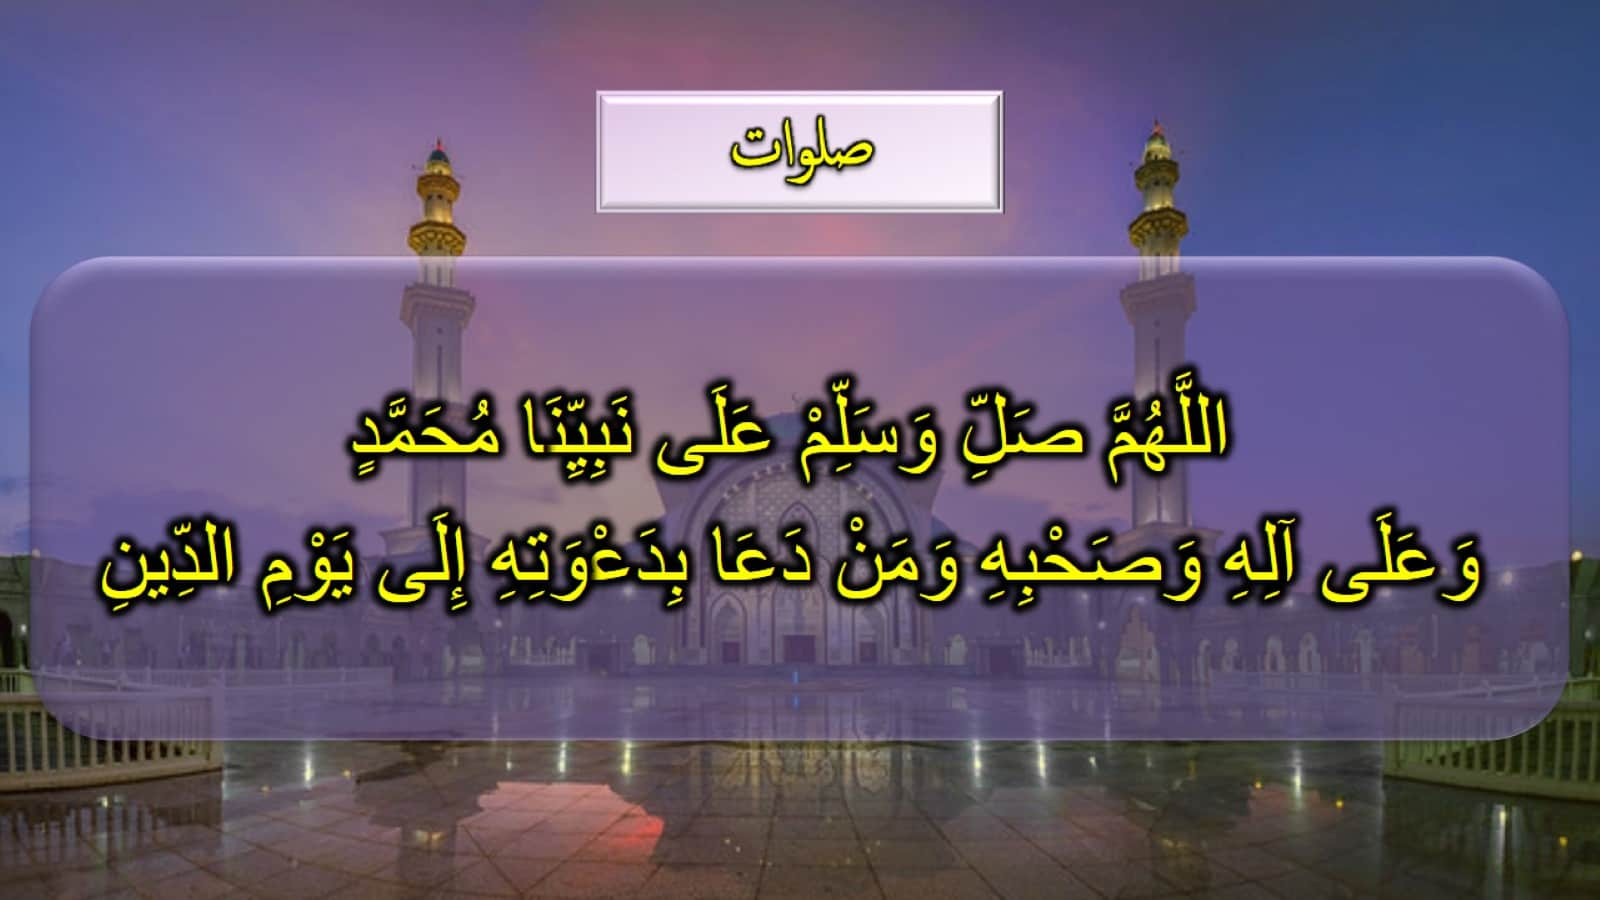 صلوات
اللَّهُمَّ صَلِّ وَسَلِّمْ عَلَى نَبِيِّنَا مُحَمَّدٍ
وَعَلَى آلِهِ وَصَحْبِهِ وَمَنْ دَعَا بِدَعْوَتِهِ إِلَى يَوْمِ الدِّينِ